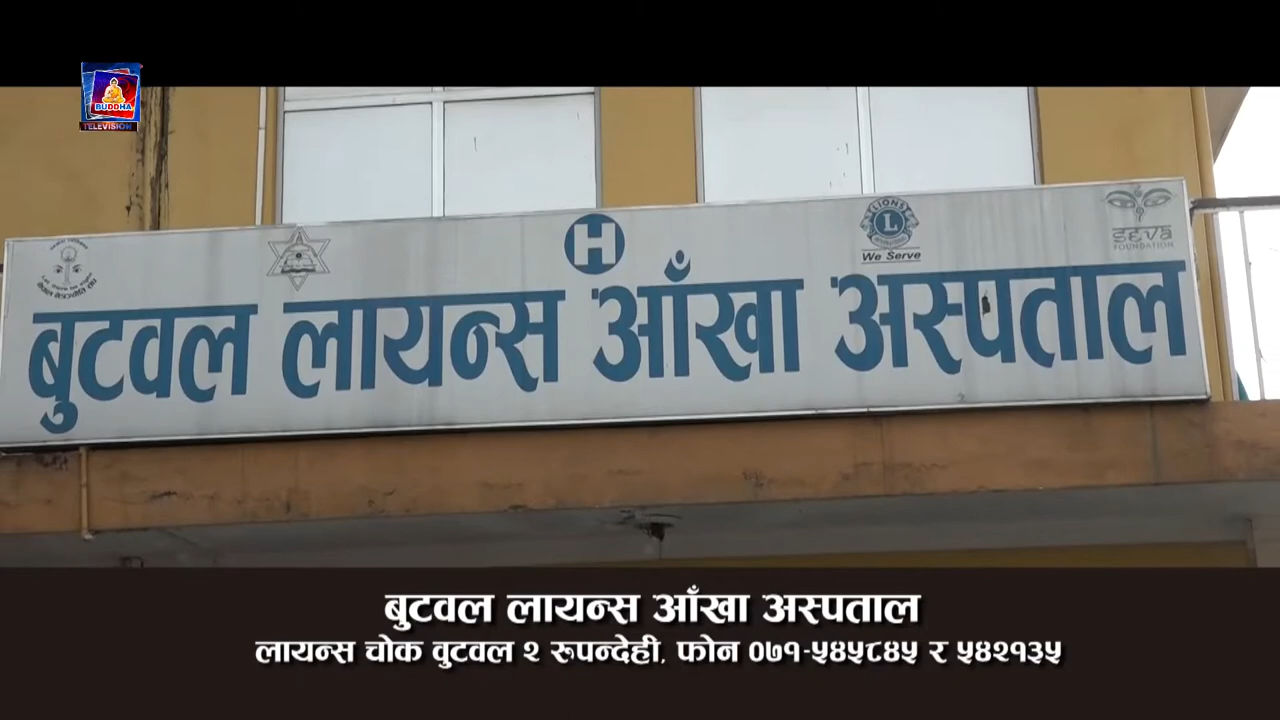 BUDDHA
TELEVISION
H
LIONS
L
We Serve
SEVA
FOUNDATION
बुटवल लायन्स आँखा अस्पताल
बुटवल लायन्स आँखा अस्पताल
लायन्स चोक वुटवल २ रुपन्देही, फोन ०७१-५४५८४५ र ५४२१३५